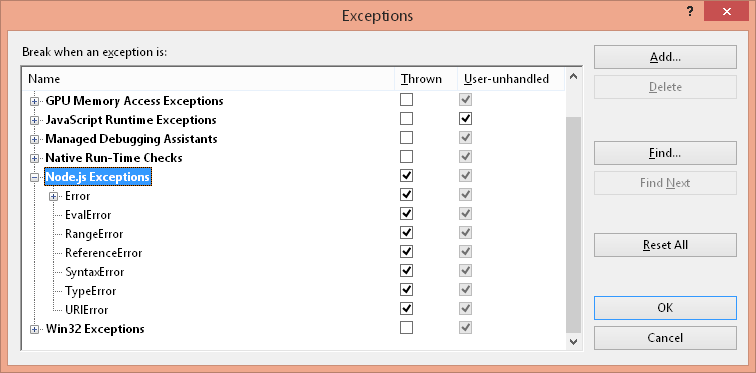 Exceptions
?
Break when an exception is:
Name Thrown User-unhandled
GPU Memory Access Exceptions
JavaScript Runtime Exceptions
Managed Debugging Assistants
Native Run-Time Checks
Node.js Exceptions
Error
EvalError
RangeError
ReferenceError
SyntaxError
TypeError
URIError
Win32 Exceptions
Add...
Delete
Find...
Find Next
Reset All
OK
Cancel